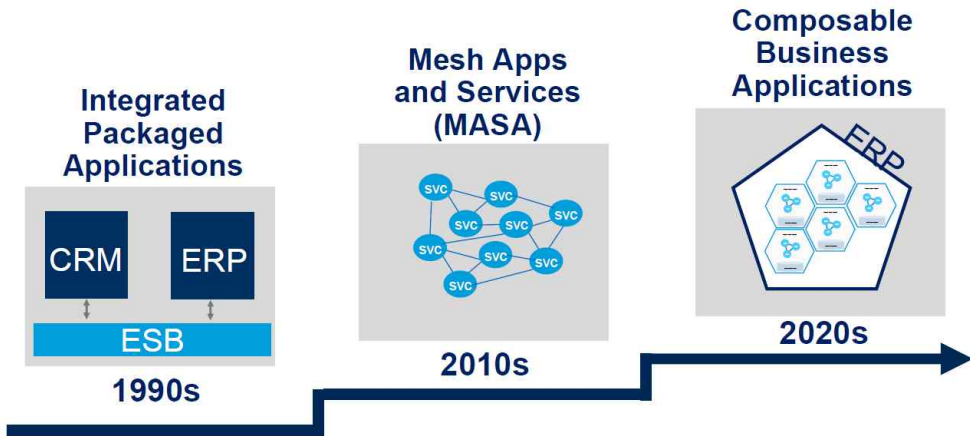 Integrated
Packaged
Applications
CRM
ERP
ESB
1990s
Mesh Apps
and Services
(MASA)
SVC
SVC
SVC
SVC
SVC
SVC
SVC
SVC
SVC
2010s
Composable
Business
Applications
ERP
2020s